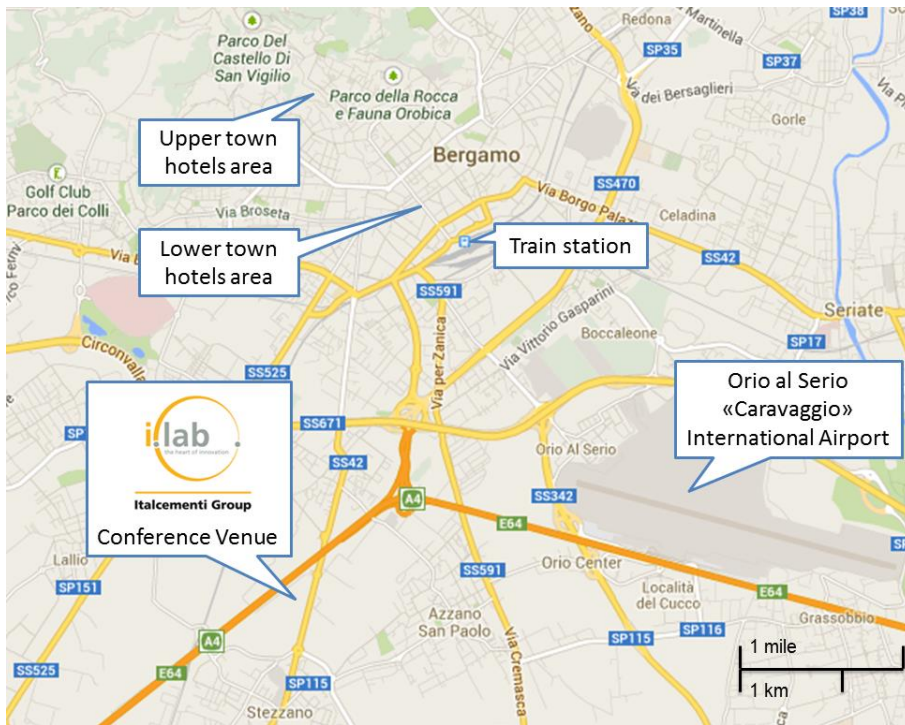 Redona
SP35
Via Martinella
SP38
SP37
Parco Del
Castello Di
San Vigilio
Parco della Rocca
e Fauna Orobica
Via dei Bersaglieri
Gorle
Upper town
hotels area
Bergamo
Golf Club
Parco dei Colli
Via Broseta
SS470
Via Borgo Palaz
Celadina
Lower town
hotels area
Train station
SS42
SS591
Seriate
Via Vittorio Gasparini
Boccaleone
SP17
Circonvalla
SS525
Via per Zanica
Orio al Serio
«Caravaggio»
International Airport
i.lab
the heart of innovation
Italcementi Group
Conference Venue
SS671
SS42
Orio Al Serio
A4
SS342
E64
Lallio
SP151
SS591
Orio Center
Località
del Cucco
E64
Grassobbio
Azzano
San Paolo
SP116
SP115
A4
E64
SS525
SP115
Stezzano
Via Cremasca
1 mile
1 km